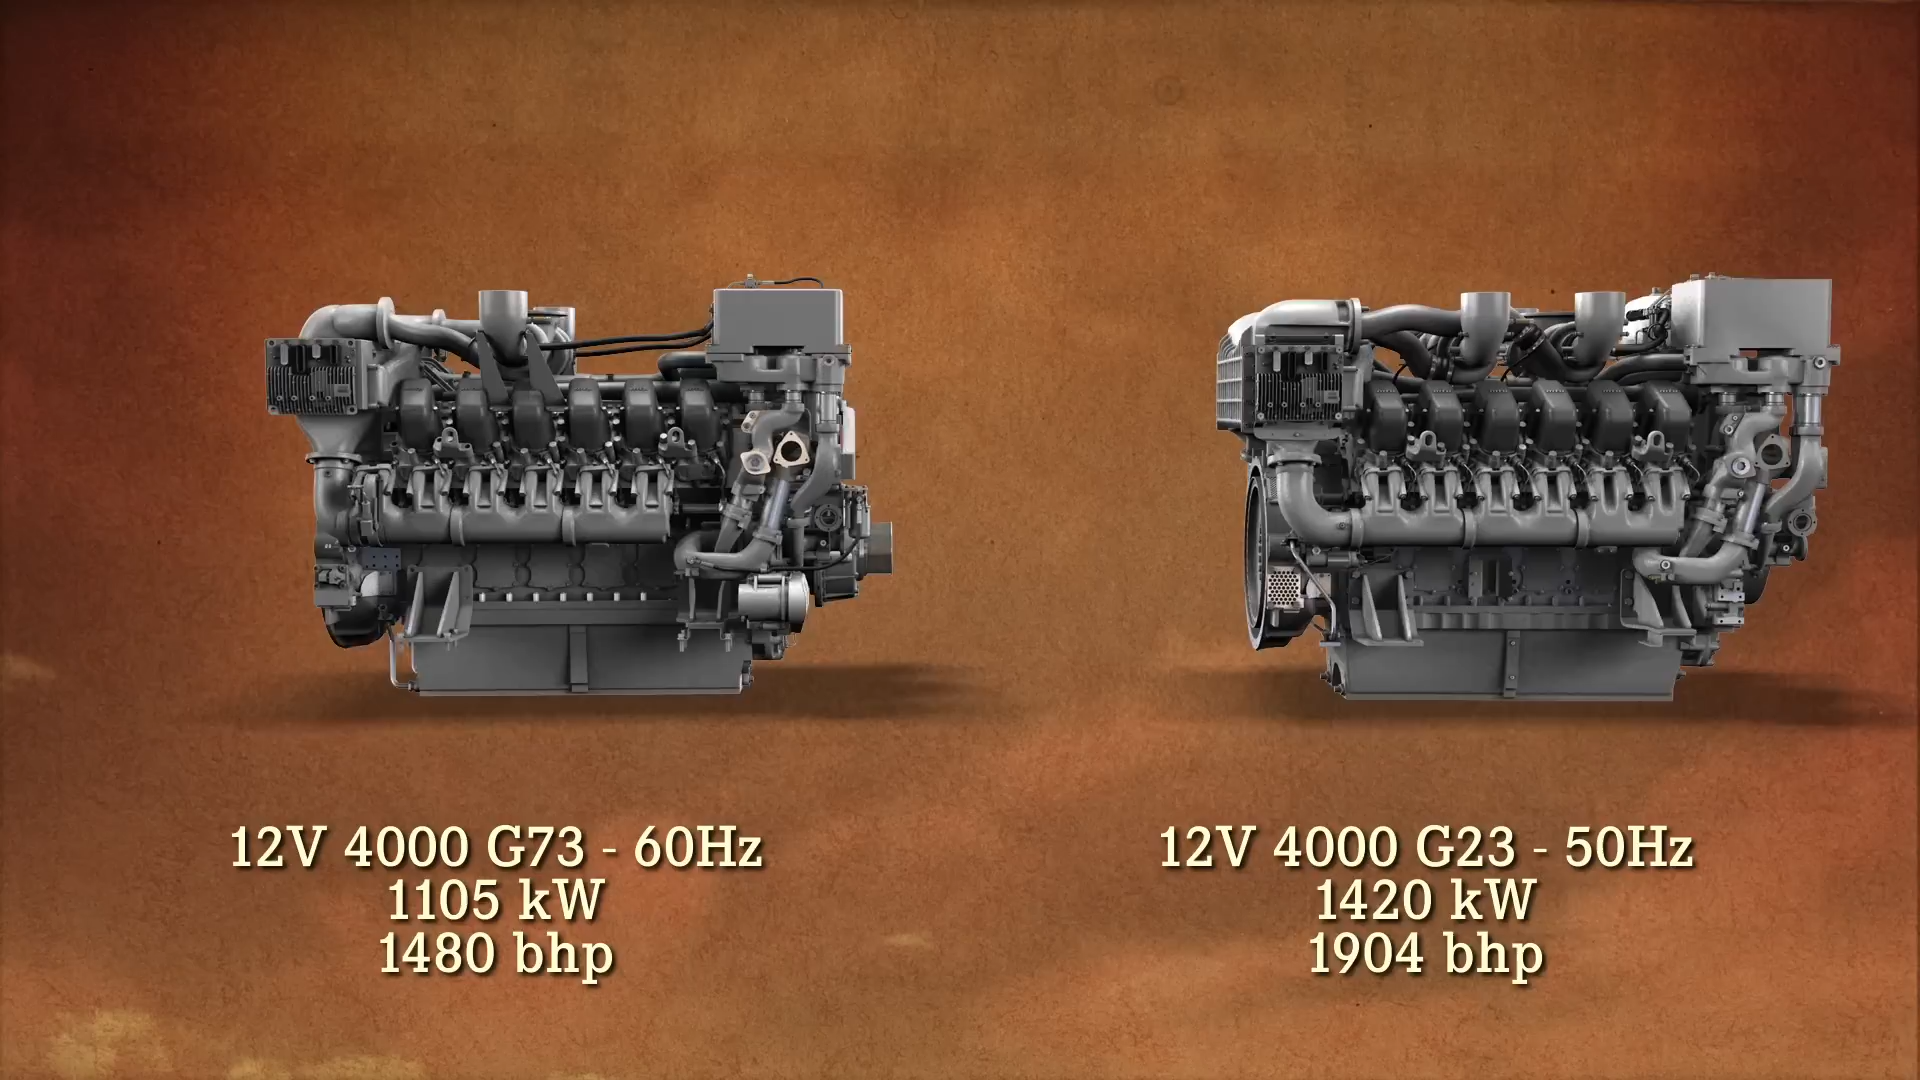 12V 4000 G73 - 60Hz
1105 kW
1480 bhp
12V 4000 G23 - 50Hz
1420 kW
1904 bhp